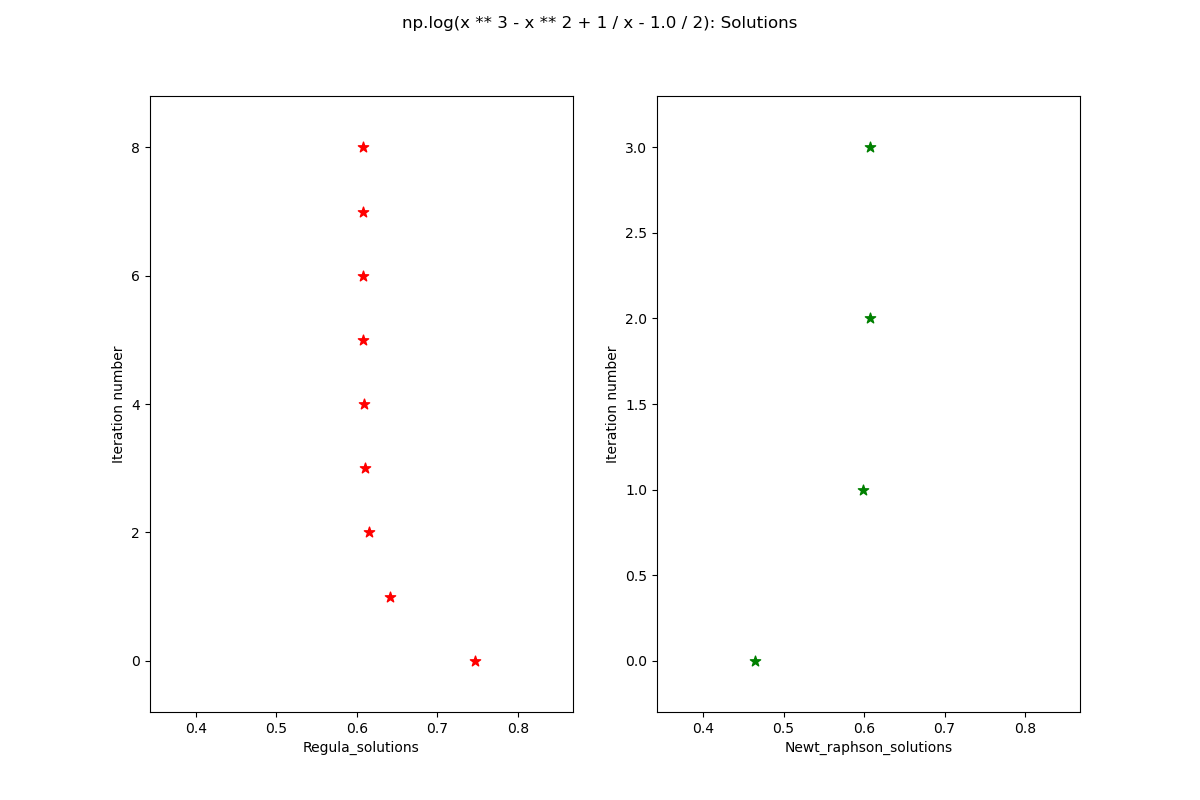 np.log(x ** 3 - x ** 2 + 1 / x - 1.0 / 2): Solutions
8
6
4
2
0
Iteration number
0.4 0.5 0.6 0.7 0.8
Regula_solutions
3.0
2.5
2.0
1.5
1.0
0.5
0.0
Iteration number
0.4 0.5 0.6 0.7 0.8
Newt_raphson_solutions